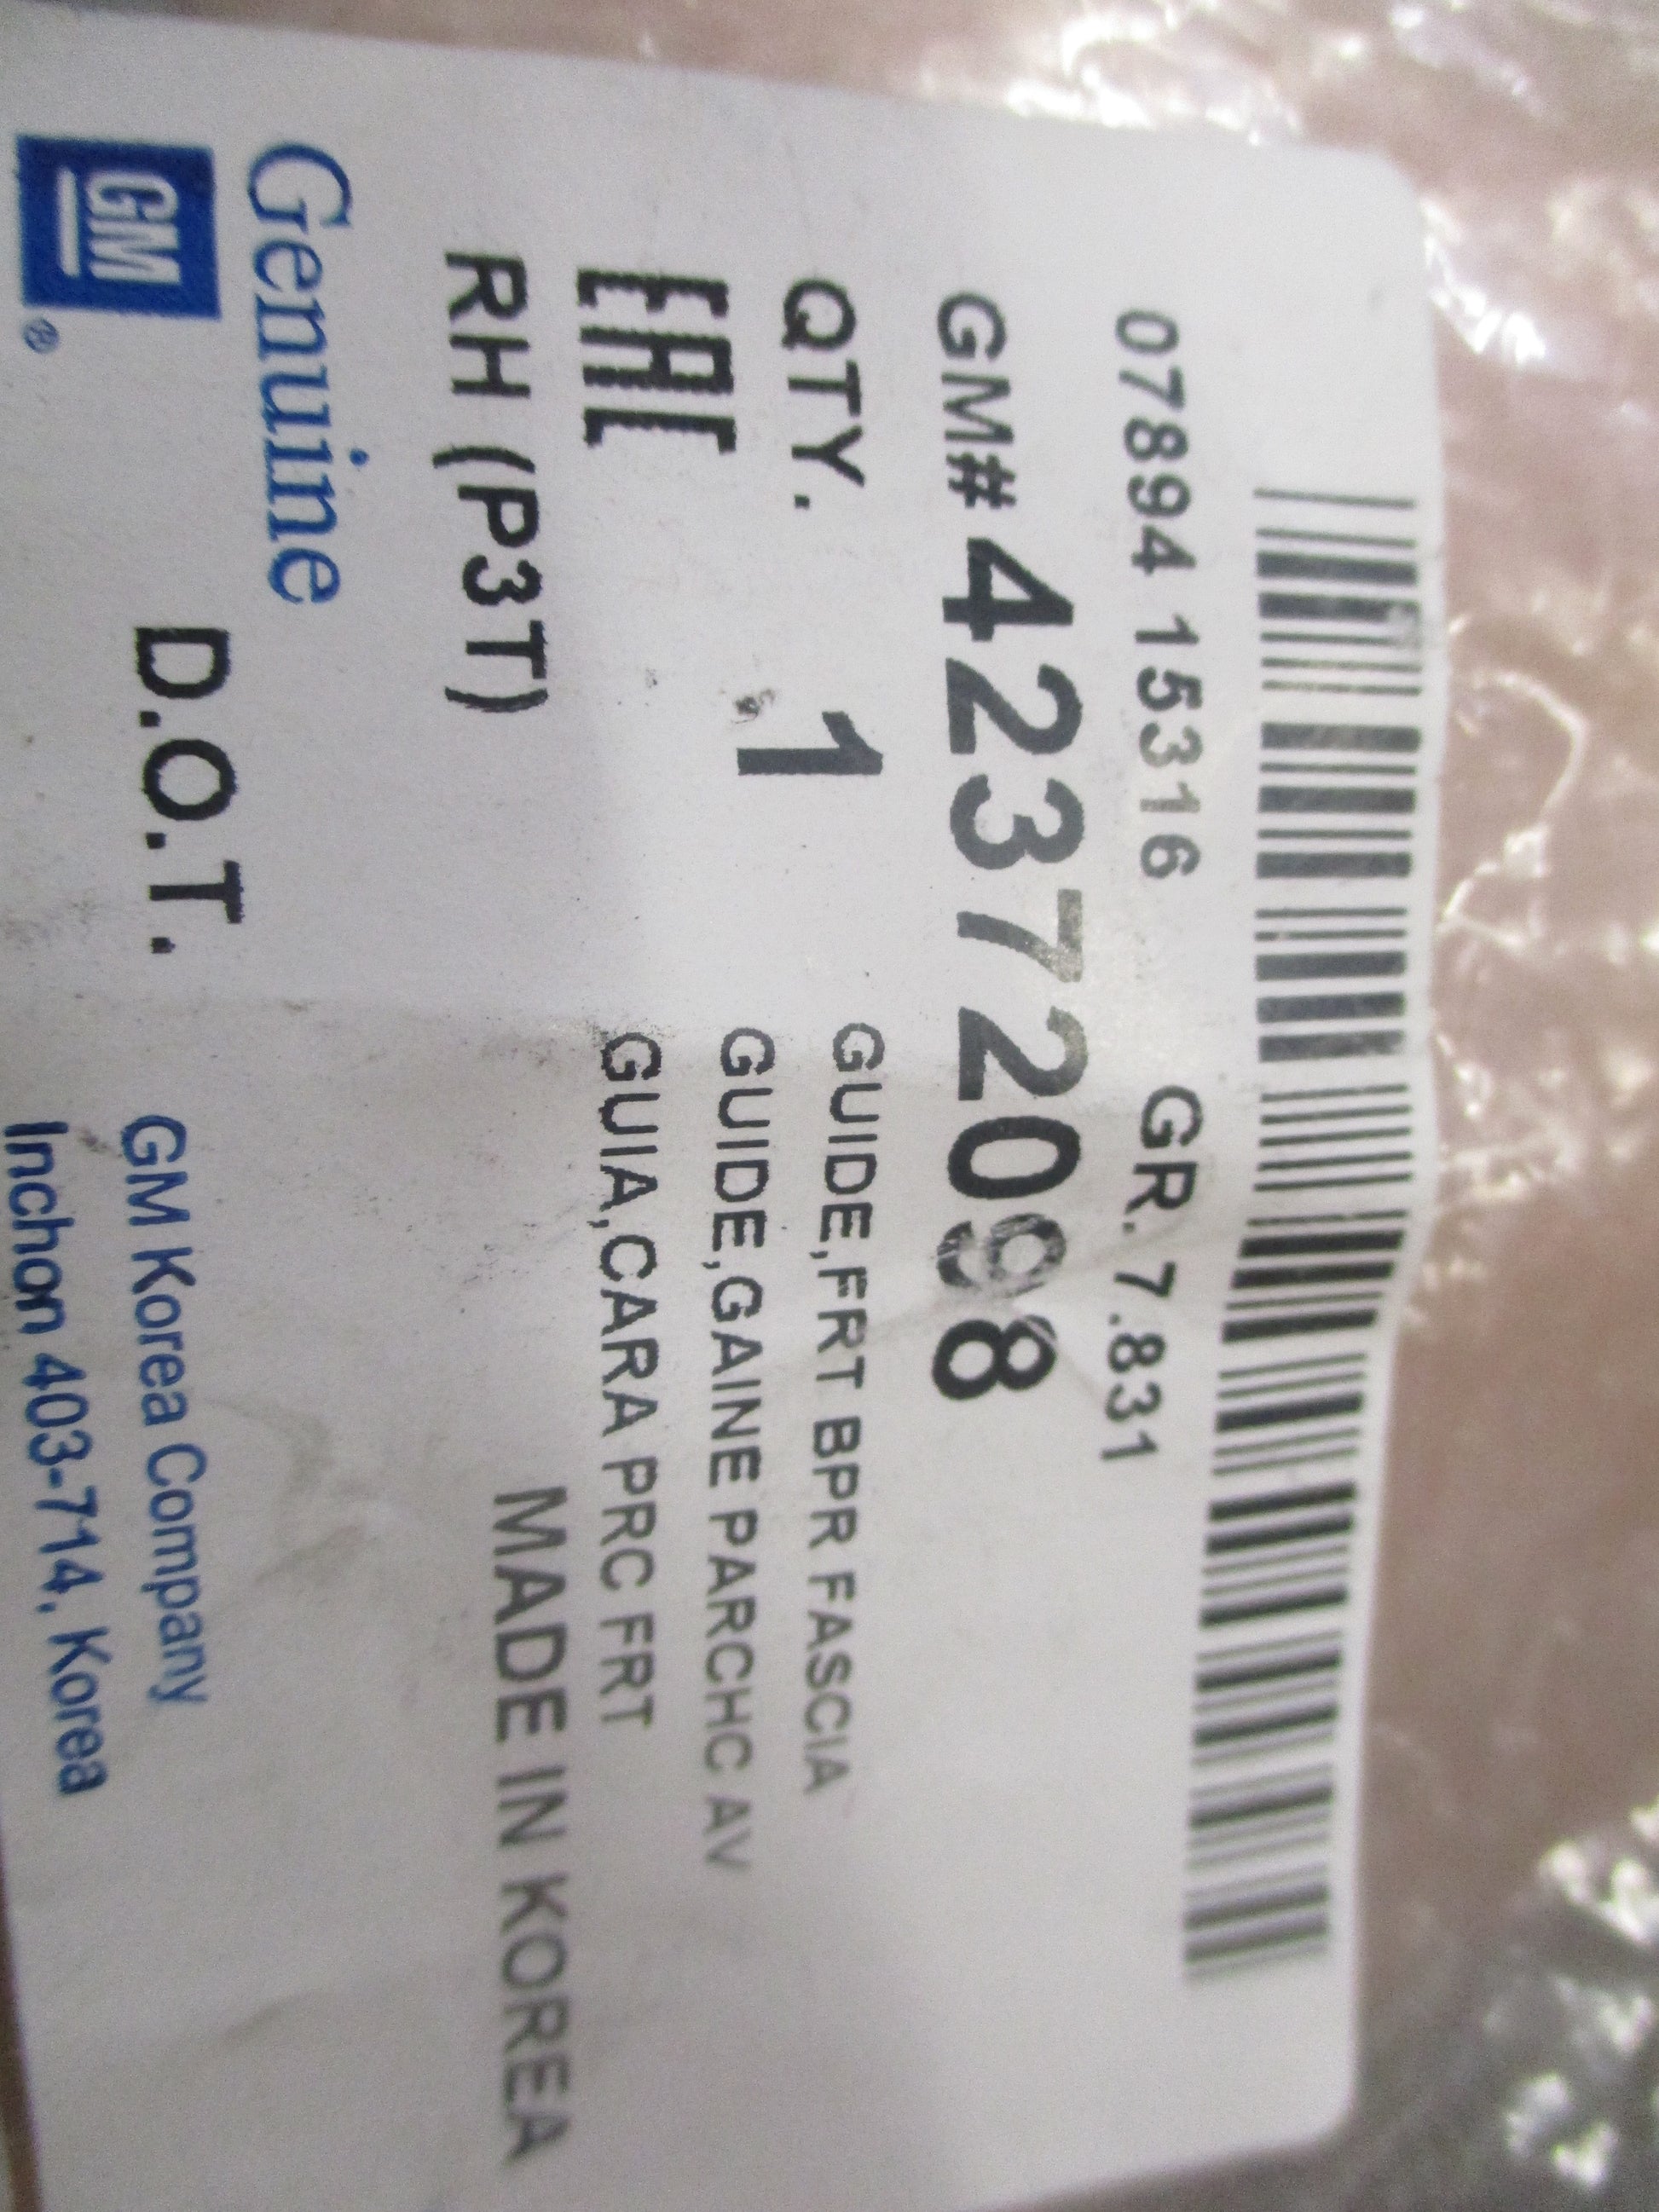 07894 15316 GR. 7.831
GM# 42372098
QTY. 1 GUIDE,FRT BPR FASCIA
GUIDE,GAINE PARCHC AV
EAC GUIA,CARA PRC FRT
RH (P3T) MADE IN KOREA
Genuine
GM ®
D.O.T.
GM Korea Company
Inchon 403-714, Korea